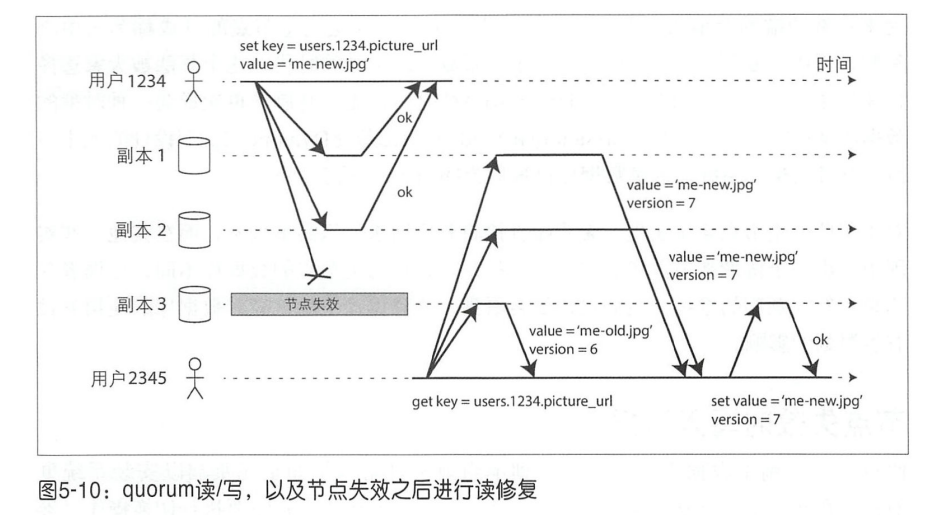 set key = users.1234.picture_url
value = 'me-new.jpg'
用户1234
时间
ok
副本 1
value = 'me-new.jpg'
version = 7
ok
副本 2
value = 'me-new.jpg'
version = 7
副本 3
节点失效
value = 'me-old.jpg'
version = 6
ok
用户2345
get key = users.1234.picture_url
set value = 'me-new.jpg'
version = 7
图5-10：quorum读/写，以及节点失效之后进行读修复